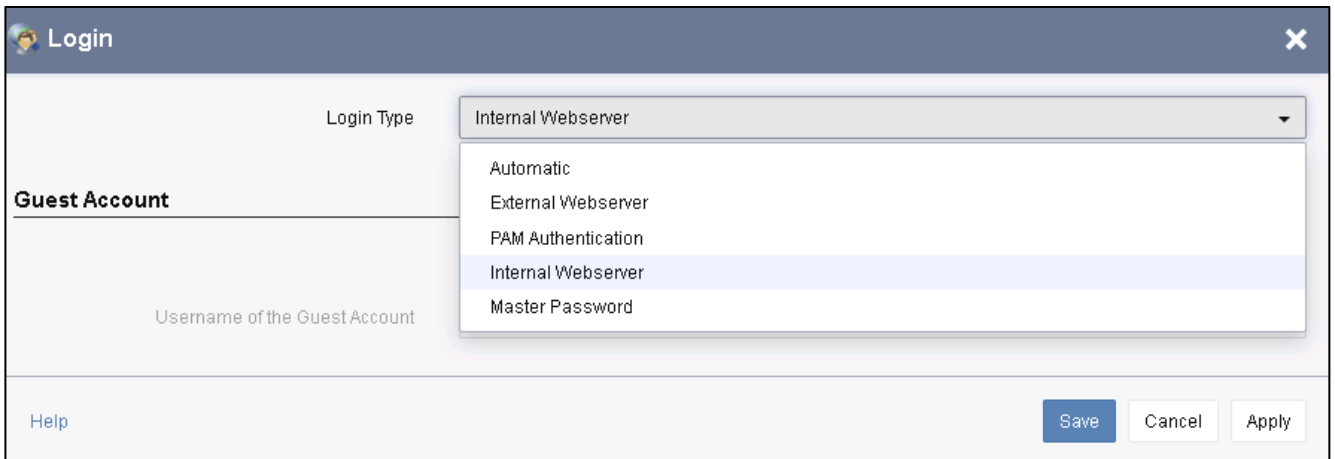 Login
Login Type Internal Webserver
Automatic
Guest Account
External Webserver
PAM Authentication
Internal Webserver
Master Password
Username of the Guest Account
Help Save Cancel Apply